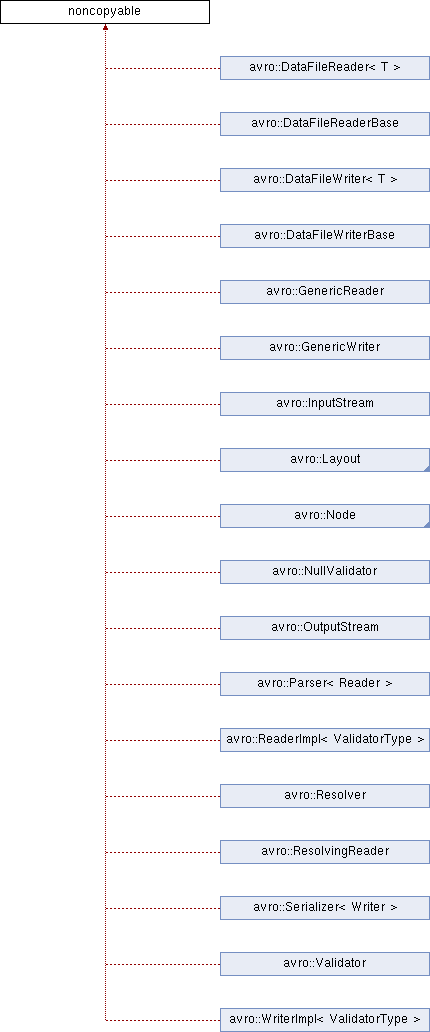 noncopyable
avro::DataFileReader< T >
avro::DataFileReaderBase
avro::DataFileWriter< T >
avro::DataFileWriterBase
avro::GenericReader
avro::GenericWriter
avro::InputStream
avro::Layout
avro::Node
avro::NullValidator
avro::OutputStream
avro::Parser< Reader >
avro::ReaderImpl< ValidatorType >
avro::Resolver
avro::ResolvingReader
avro::Serializer< Writer >
avro::Validator
avro::WriterImpl< ValidatorType >